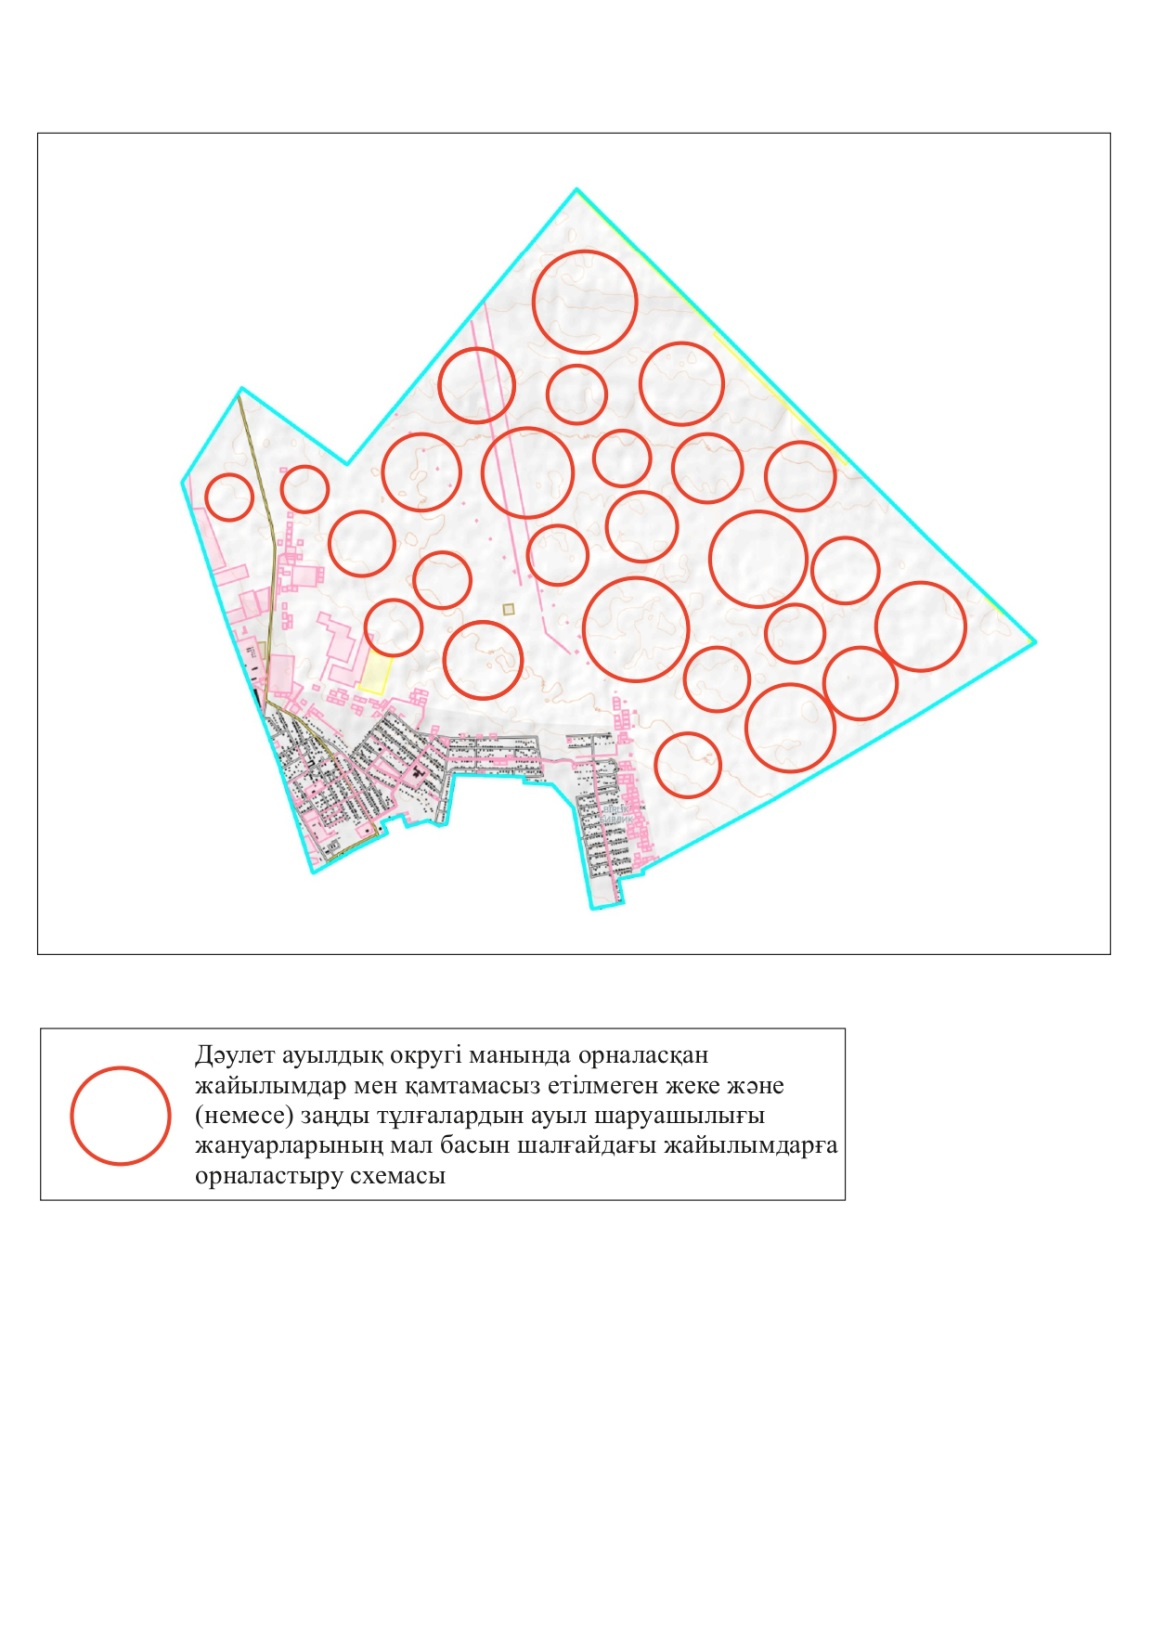 Дәулет ауылдық округі манында орналасқан
жайылымдар мен қамтамасыз етілмеген жеке және
(немесе) заңды тұлғалардын ауыл шаруашылығы
жануарларының мал басын шалғайдағы жайылымдарға
орналастыру схемасы